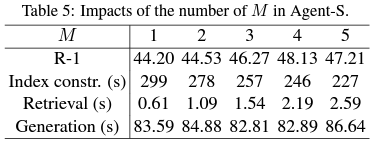 Table 5: Impacts of the number of M in Agent-S.
M 1 2 3 4 5
R-1 44.20 44.53 46.27 48.13 47.21
Index constr. (s) 299 278 257 246 227
Retrieval (s) 0.61 1.09 1.54 2.19 2.59
Generation (s) 83.59 84.88 82.81 82.89 86.64